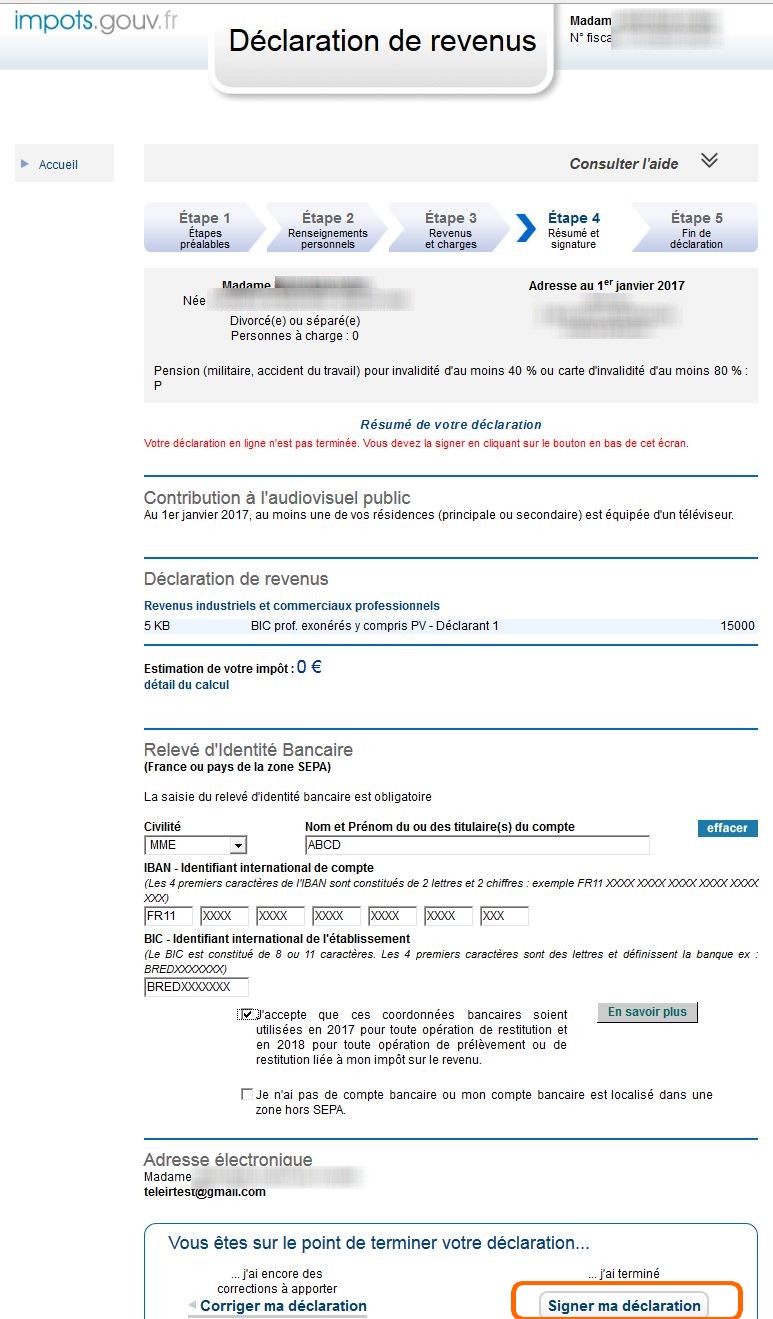 impots.gouv.fr
Déclaration de revenus
Madam
N° fisca
Accueil
Consulter l'aide
Étape 1
Étapes
préalables
Étape 2
Renseignements
personnels
Étape 3
Revenus
et charges
Étape 4
Résumé et
signature
Étape 5
Fin de
déclaration
Madame
Née
Divorcé(e) ou séparé(e)
Personnes à charge : 0
Adresse au 1er janvier 2017
Pension (militaire, accident du travail) pour invalidité d'au moins 40 % ou carte d'invalidité d'au moins 80 % :
P
Résumé de votre déclaration
Votre déclaration en ligne n'est pas terminée. Vous devez la signer en cliquant sur le bouton en bas de cet écran.
Contribution à l'audiovisuel public
Au 1er janvier 2017, au moins une de vos résidences (principale ou secondaire) est équipée d'un téléviseur.
Déclaration de revenus
Revenus industriels et commerciaux professionnels
5 KB BIC prof. exonérés y compris PV - Déclarant 1 15000
Estimation de votre impôt : 0 €
détail du calcul
Relevé d'Identité Bancaire
(France ou pays de la zone SEPA)
La saisie du relevé d'identité bancaire est obligatoire
Civilité Nom et Prénom du ou des titulaire(s) du compte effacer
MME ABCD
IBAN - Identifiant international de compte
(Les 4 premiers caractères de l'IBAN sont constitués de 2 lettres et 2 chiffres : exemple FR11 XXXX XXXX XXXX XXXX XXXX
XXX)
FR11 XXXX XXXX XXXX XXXX XXXX XXX
BIC - Identifiant international de l'établissement
(Le BIC est constitué de 8 ou 11 caractères. Les 4 premiers caractères sont des lettres et définissent la banque ex :
BREDXXXXXXX)
BREDXXXXXXX
J'accepte que ces coordonnées bancaires soient
utilisées en 2017 pour toute opération de restitution et
en 2018 pour toute opération de prélèvement ou de
restitution liée à mon impôt sur le revenu.
En savoir plus
Je n'ai pas de compte bancaire ou mon compte bancaire est localisé dans une
zone hors SEPA.
Adresse électronique
Madame
teleirtest@gmail.com
Vous êtes sur le point de terminer votre déclaration...
... j'ai encore des
corrections à apporter
Corriger ma déclaration
... j'ai terminé
Signer ma déclaration